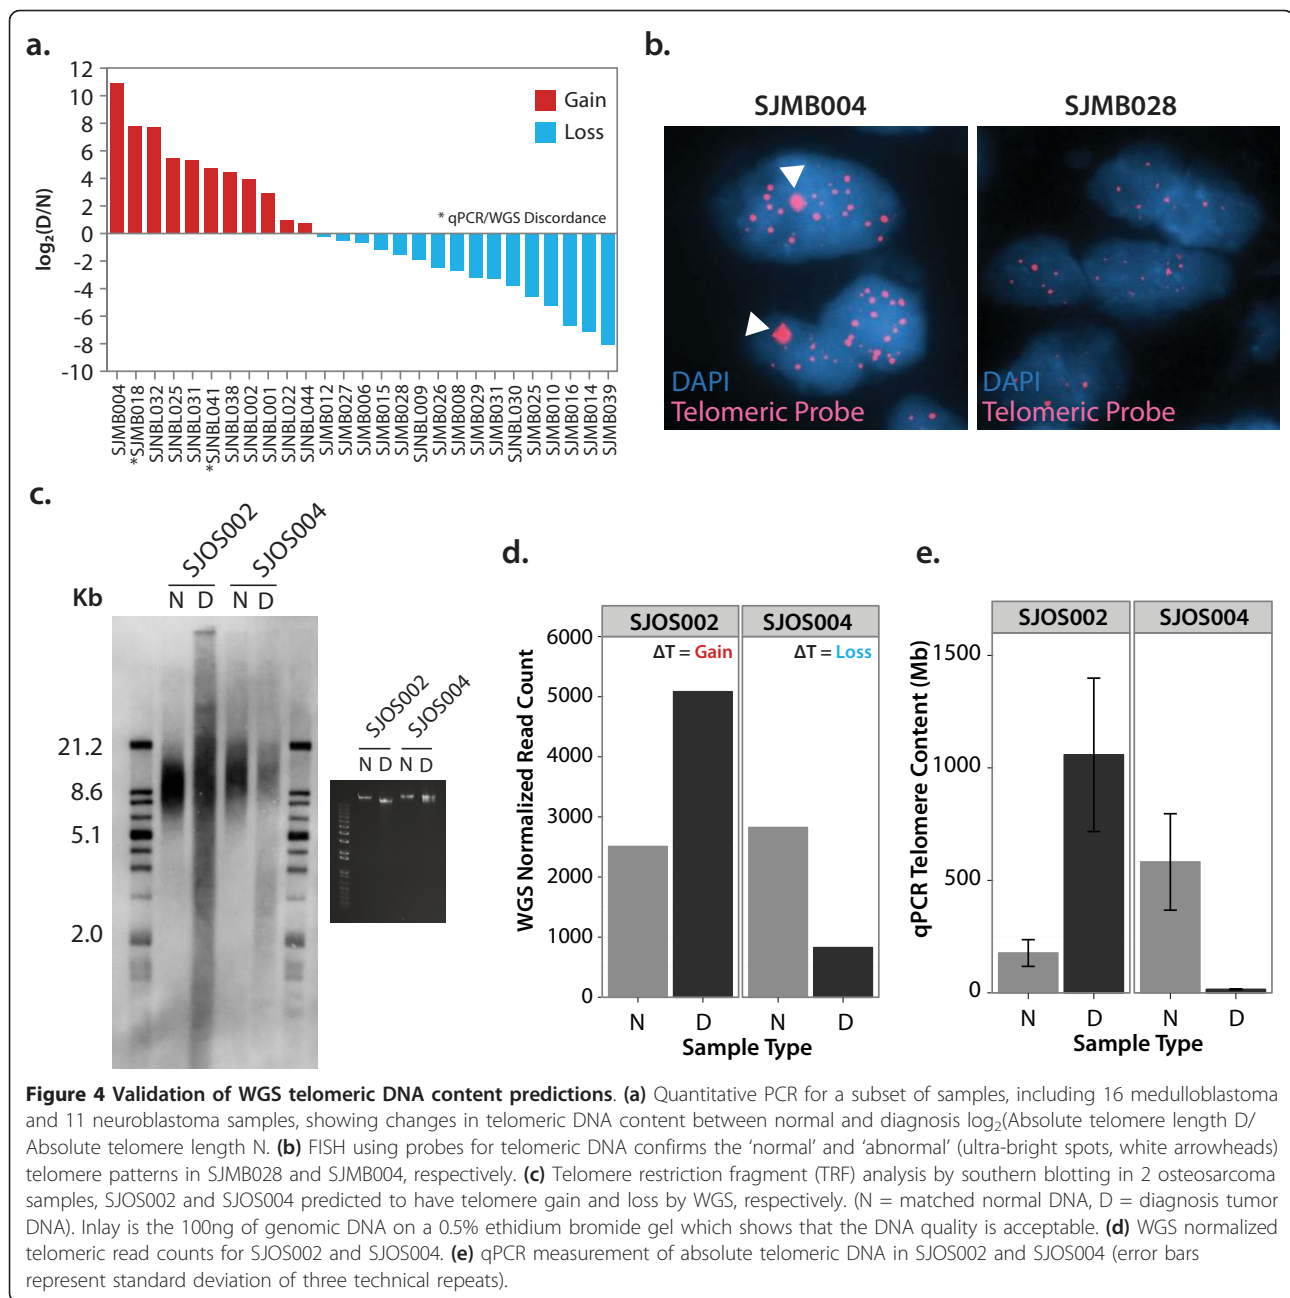 a.
12
10
8
6
4
2
0
-2
-4
-6
-8
-10
log2(D/N)
Gain
Loss
* qPCR/WGS Discordance
SJMB004
*SJMB018
SJNBL032
SJNBL025
SJNBL031
*SJNBL041
SJNBL038
SJNBL002
SJNBL001
SJNBL022
SJNBL044
SJMB012
SJMB027
SJMB006
SJMB015
SJMB028
SJNBL009
SJMB026
SJMB008
SJMB029
SJMB031
SJNBL030
SJMB025
SJMB010
SJMB016
SJMB014
SJMB039
b.
SJMB004
SJMB028
DAPI
Telomeric Probe
DAPI
Telomeric Probe
c.
SJOS002
SJOS004
Kb
N D N D
21.2
8.6
5.1
2.0
SJOS002
SJOS004
N D N D
d.
SJOS002 SJOS004
ΔT = Gain
ΔT = Loss
6000
5000
4000
3000
2000
1000
0
WGS Normalized Read Count
N D N D
Sample Type
e.
SJOS002 SJOS004
1500
1000
500
0
qPCR Telomere Content (Mb)
N D N D
Sample Type
Figure 4 Validation of WGS telomeric DNA content predictions. (a) Quantitative PCR for a subset of samples, including 16 medulloblastoma
and 11 neuroblastoma samples, showing changes in telomeric DNA content between normal and diagnosis log2(Absolute telomere length D/
Absolute telomere length N. (b) FISH using probes for telomeric DNA confirms the ‘normal’ and ‘abnormal’ (ultra-bright spots, white arrowheads)
telomere patterns in SJMB028 and SJMB004, respectively. (c) Telomere restriction fragment (TRF) analysis by southern blotting in 2 osteosarcoma
samples, SJOS002 and SJOS004 predicted to have telomere gain and loss by WGS, respectively. (N = matched normal DNA, D = diagnosis tumor
DNA). Inlay is the 100ng of genomic DNA on a 0.5% ethidium bromide gel which shows that the DNA quality is acceptable. (d) WGS normalized
telomeric read counts for SJOS002 and SJOS004. (e) qPCR measurement of absolute telomeric DNA in SJOS002 and SJOS004 (error bars
represent standard deviation of three technical repeats).